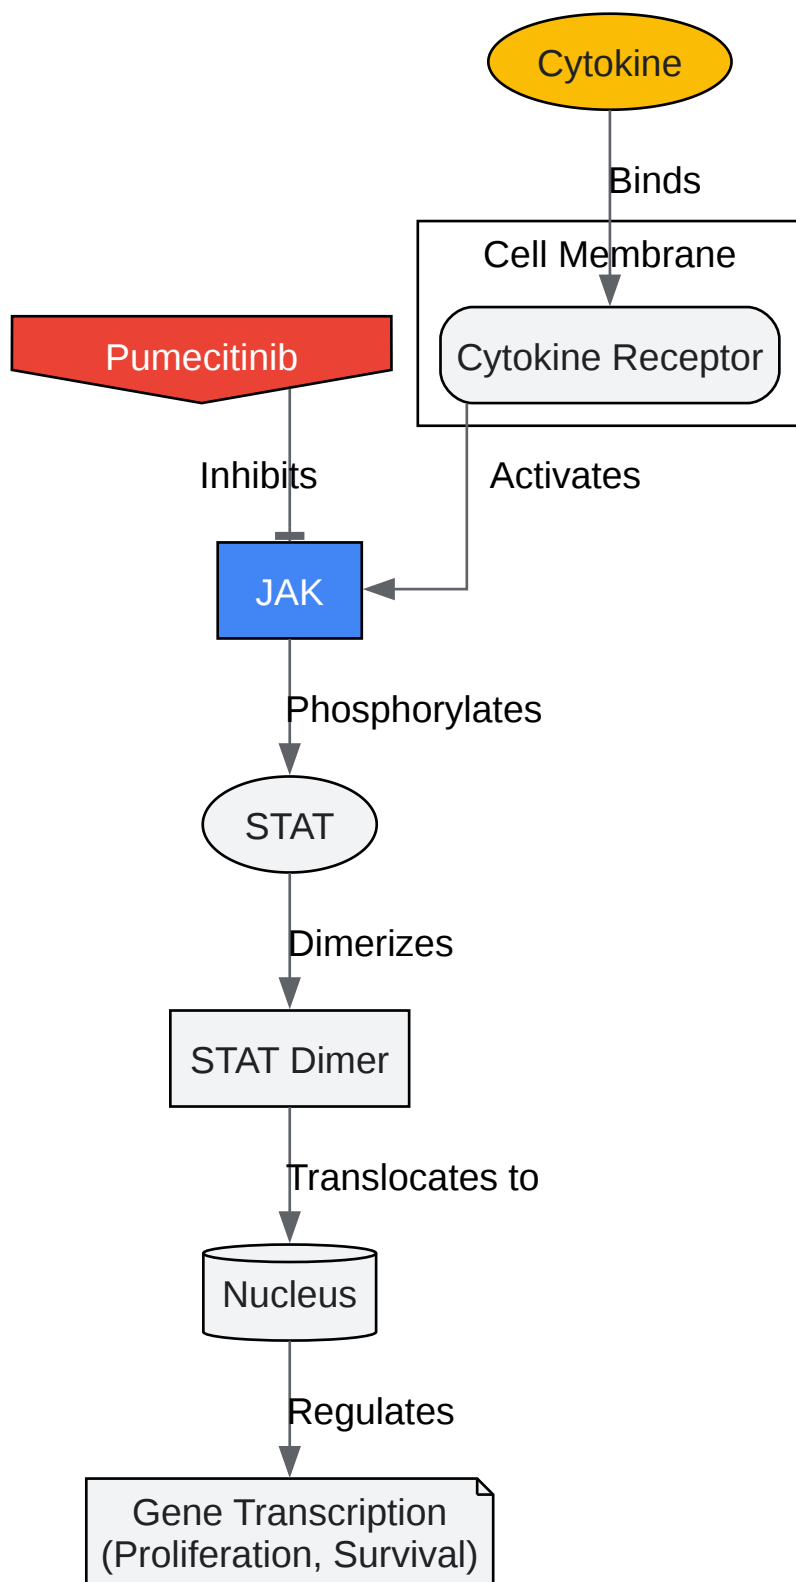 Cytokine
Binds
Cell Membrane
Pumecitinib
Cytokine Receptor
Inhibits
Activates
JAK
Phosphorylates
STAT
Dimerizes
STAT Dimer
Translocates to
Nucleus
Regulates
Gene Transcription
(Proliferation, Survival)